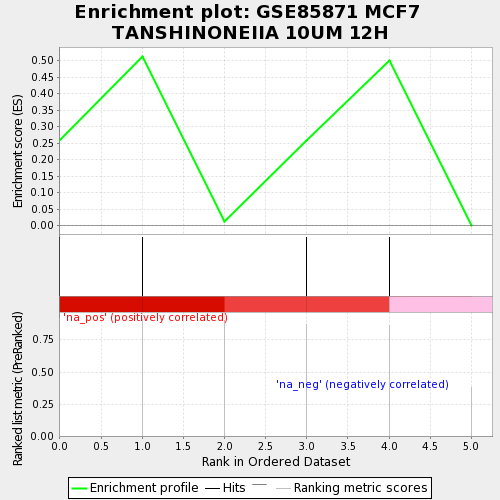 Enrichment plot: GSE85871 MCF7
TANSHINONEIIA 10UM 12H
Enrichment score (ES)
0.50
0.45
0.40
0.35
0.30
0.25
0.20
0.15
0.10
0.05
0.00
'na_pos' (positively correlated)
Ranked list metric (PreRanked)
0.75
0.50
0.25
0.00
'na_neg' (negatively correlated)
0.0 0.5 1.0 1.5 2.0 2.5 3.0 3.5 4.0 4.5 5.0
Rank in Ordered Dataset
Enrichment profile Hits Ranking metric scores